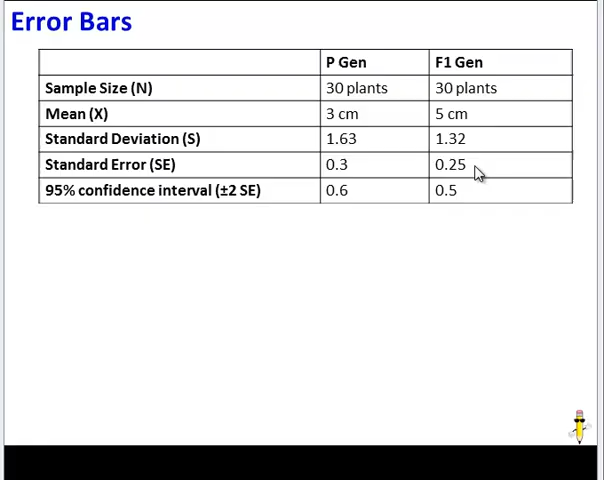 Error Bars
P Gen F1 Gen
Sample Size (N) 30 plants 30 plants
Mean (X) 3 cm 5 cm
Standard Deviation (S) 1.63 1.32
Standard Error (SE) 0.3 0.25
95% confidence interval (±2 SE) 0.6 0.5